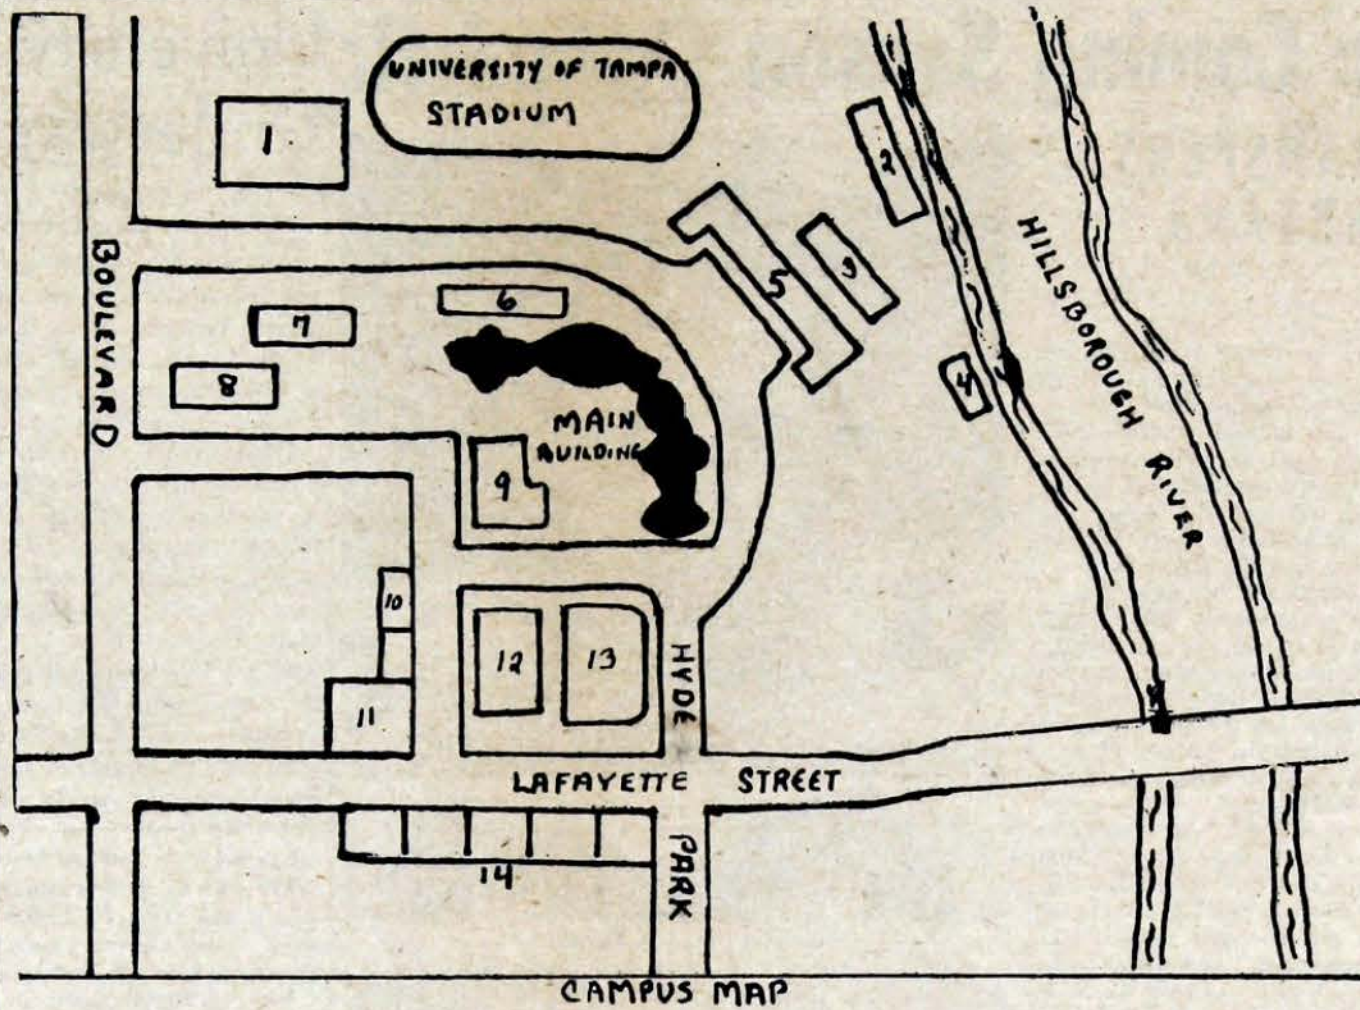 UNIVERSITY OF TAMPA
STADIUM
1
2
3
4
5
6
7
8
9
10
11
12
13
14
MAIN
BUILDING
BOULEVARD
HILLSBOROUGH RIVER
HYDE PARK
LAFAYETTE STREET
CAMPUS MAP